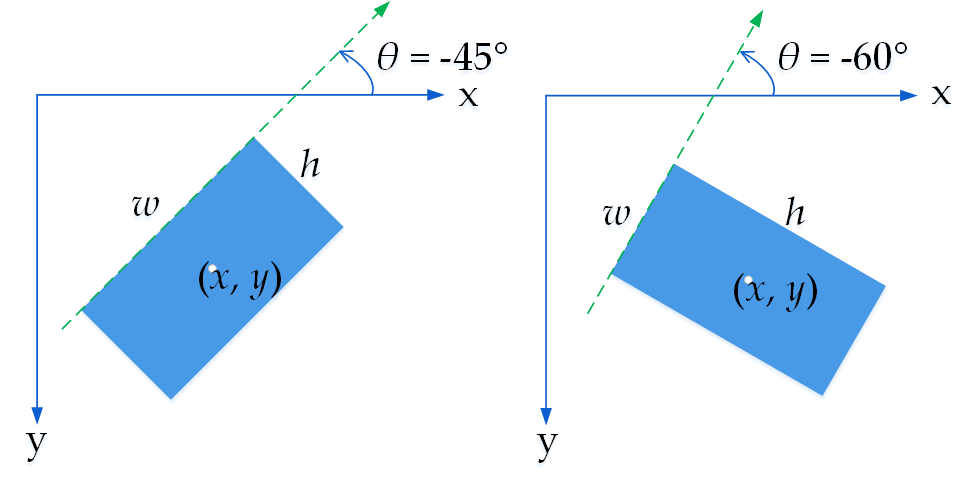 θ = -45°
x
h
w
(x, y)
y
θ = -60°
x
h
w
(x, y)
y